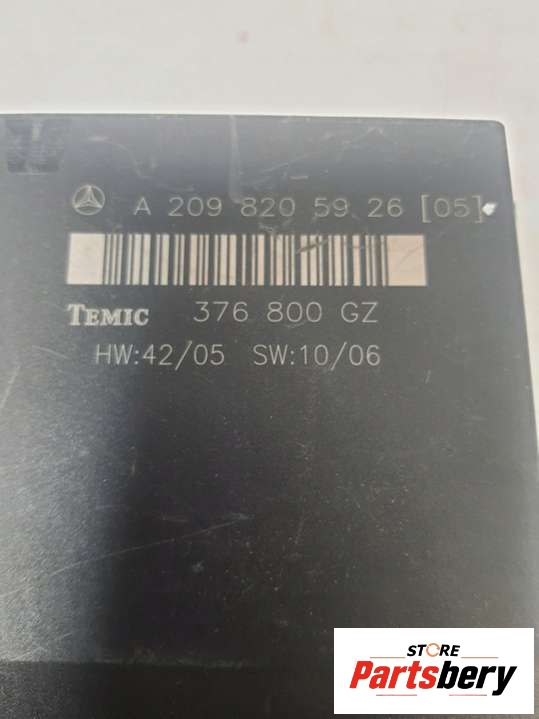 A 209 820 59 26 [05]
TEMIC 376 800 GZ
HW:42/05 SW:10/06
STORE
Partsbery